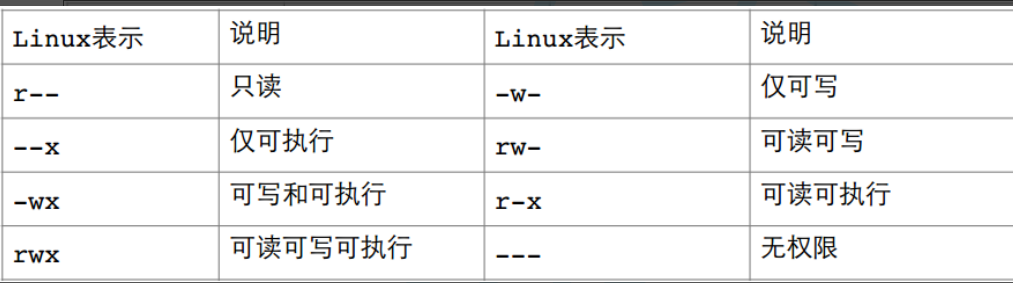 Linux表示 说明 Linux表示 说明
r-- 只读 -w- 仅可写
--x 仅可执行 rw- 可读可写
-wx 可写和可执行 r-x 可读可执行
rwx 可读可写可执行 --- 无权限